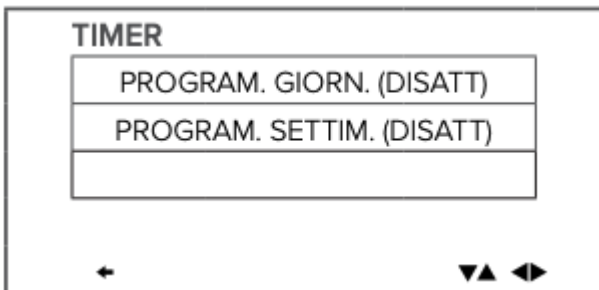 TIMER
PROGRAM. GIORN. (DISATT)
PROGRAM. SETTIM. (DISATT)